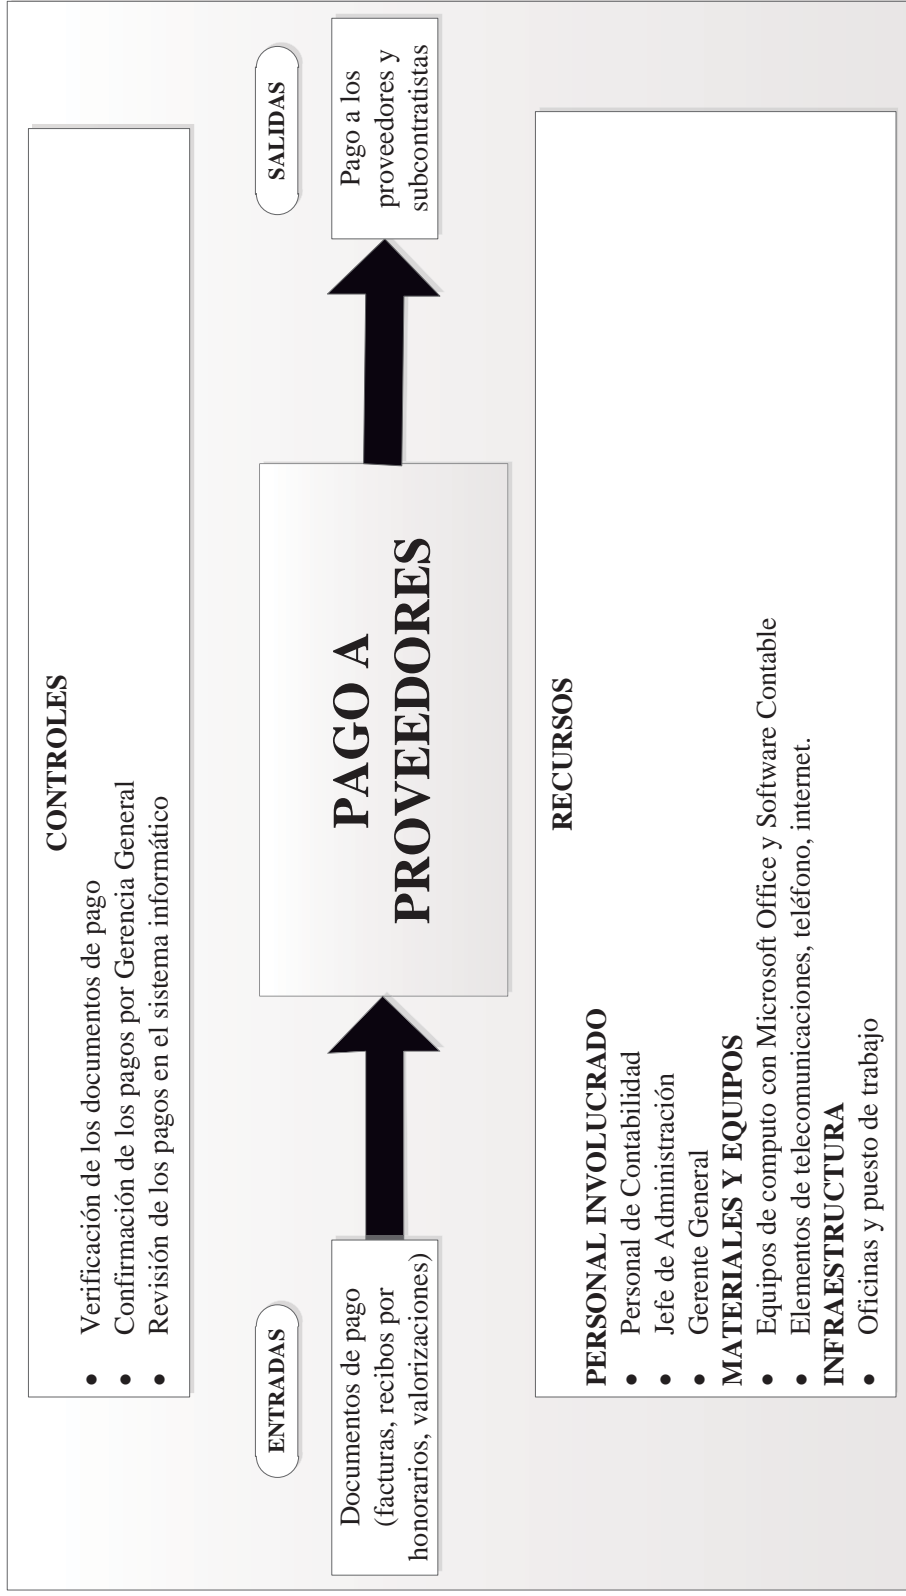 CONTROLES
• Verificación de los documentos de pago
• Confirmación de los pagos por Gerencia General
• Revisión de los pagos en el sistema informático
ENTRADAS
Documentos de pago
(facturas, recibos por
honorarios, valorizaciones)
PAGO A
PROVEEDORES
SALIDAS
Pago a los
proveedores y
subcontratistas
RECURSOS
PERSONAL INVOLUCRADO
• Personal de Contabilidad
• Jefe de Administración
• Gerente General
MATERIALES Y EQUIPOS
• Equipos de computo con Microsoft Office y Software Contable
• Elementos de telecomunicaciones, teléfono, internet.
INFRAESTRUCTURA
• Oficinas y puesto de trabajo